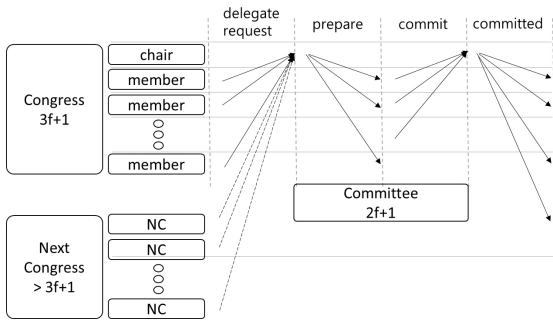 delegate
request
prepare
commit
committed
Congress
3f+1
chair
member
member
member
Committee
2f+1
Next
Congress
> 3f+1
NC
NC
NC